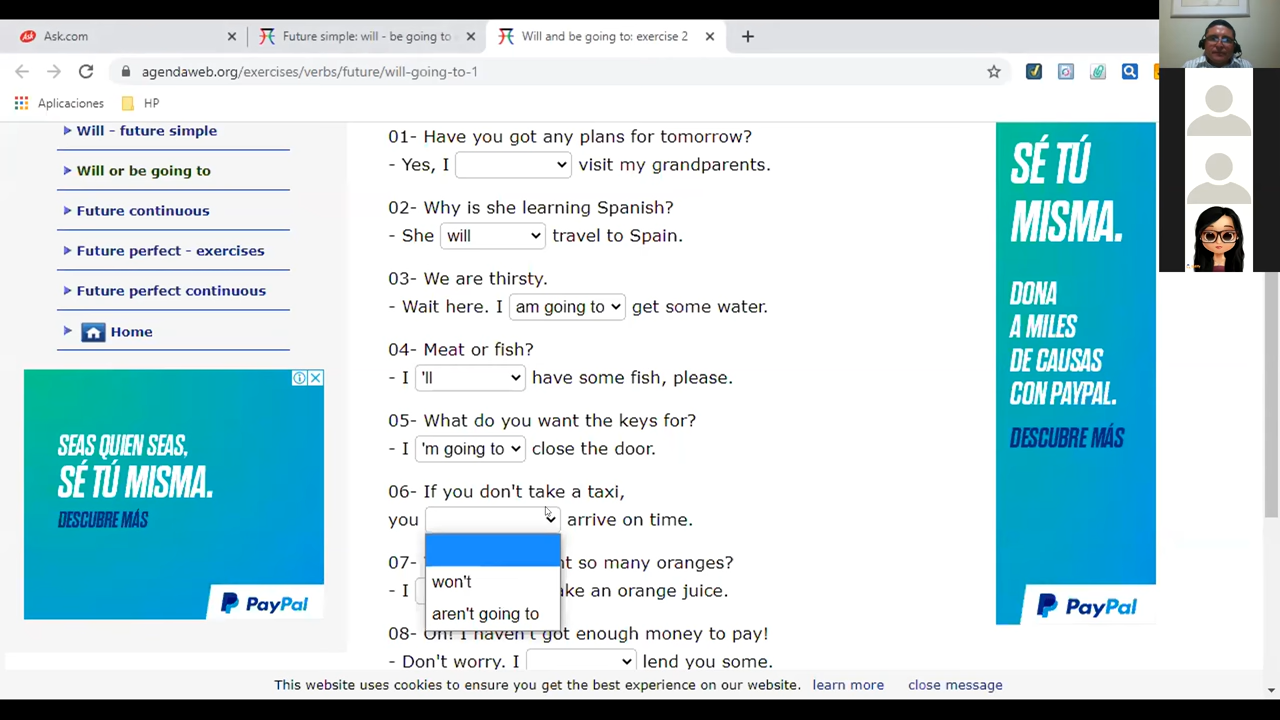 Ask.com
Future simple: will - be going to
Will and be going to: exercise 2
agendaweb.org/exercises/verbs/future/will-going-to-1
Aplicaciones
HP
Will - future simple
Will or be going to
Future continuous
Future perfect - exercises
Future perfect continuous
Home
SEAS QUIEN SEAS,
SÉ TÚ MISMA.
DESCUBRE MÁS
PayPal
01- Have you got any plans for tomorrow?
- Yes, I visit my grandparents.
02- Why is she learning Spanish?
- She will travel to Spain.
03- We are thirsty.
- Wait here. I am going to get some water.
04- Meat or fish?
- I 'll have some fish, please.
05- What do you want the keys for?
- I 'm going to close the door.
06- If you don't take a taxi,
you arrive on time.
won't
aren't going to
07- so many oranges?
- I an orange juice.
08- Oh! I haven't got enough money to pay!
- Don't worry. I lend you some.
SÉ TÚ
MISMA.
DONA
A MILES
DE CAUSAS
CON PAYPAL.
DESCUBRE MÁS
PayPal
This website uses cookies to ensure you get the best experience on our website. learn more close message